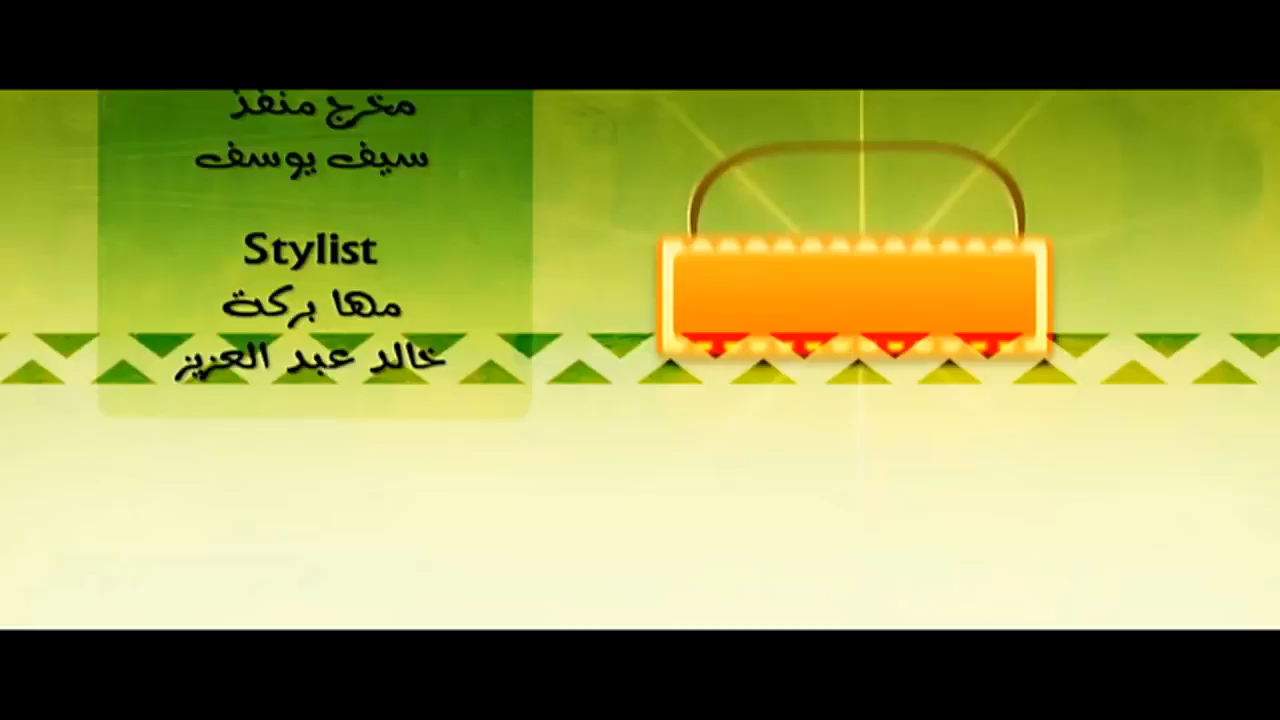 مخرج منفذ
سيف يوسف
Stylist
مها بركة
خالد عبد العزيز